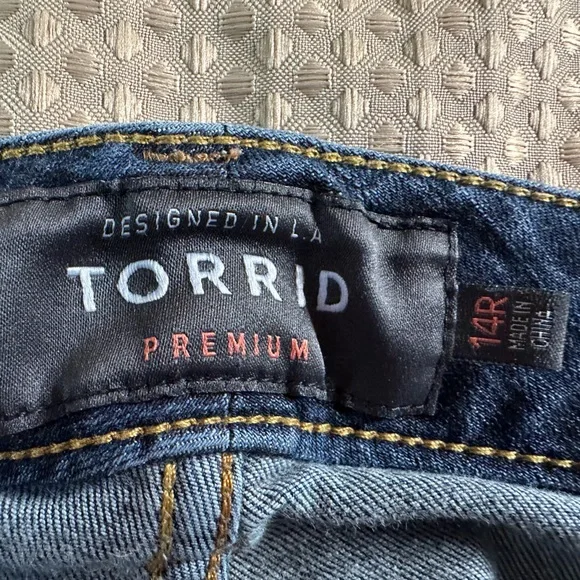 DESIGNED IN L.A
TORRID
PREMIUM
14R
MADE IN
CHINA